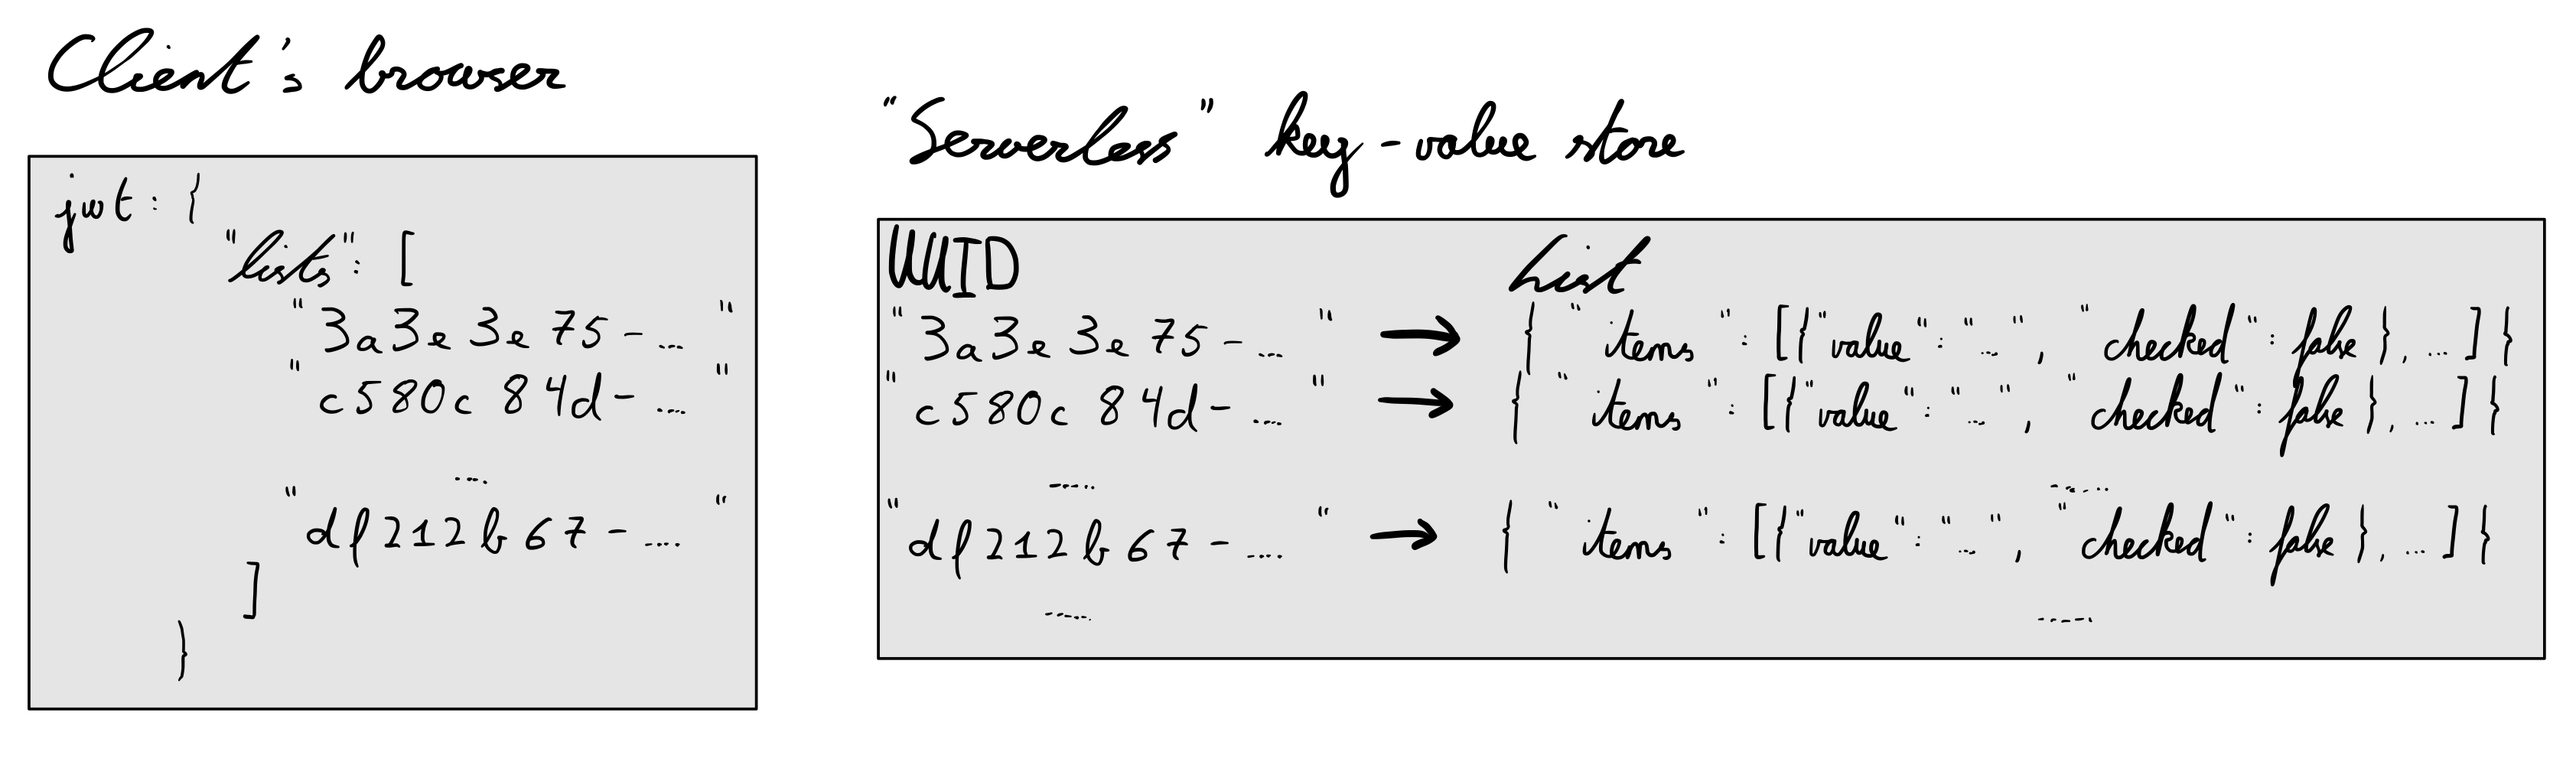 Client's browser
jwt: {
"lists": [
"3a3e3e75-..."
"c580c84d-..."
...
"df212b67-...."
]
}
"Serverless" key-value store
UUID List
"3a3e3e75-..." → { "items": [{"value": "...", "checked": false}, ...] }
"c580c84d-..." → { "items": [{"value": "...", "checked": false}, ...] }
.... ......
"df212b67-...." → { "items": [{"value": "...", "checked": false}, ...] }
..... .....